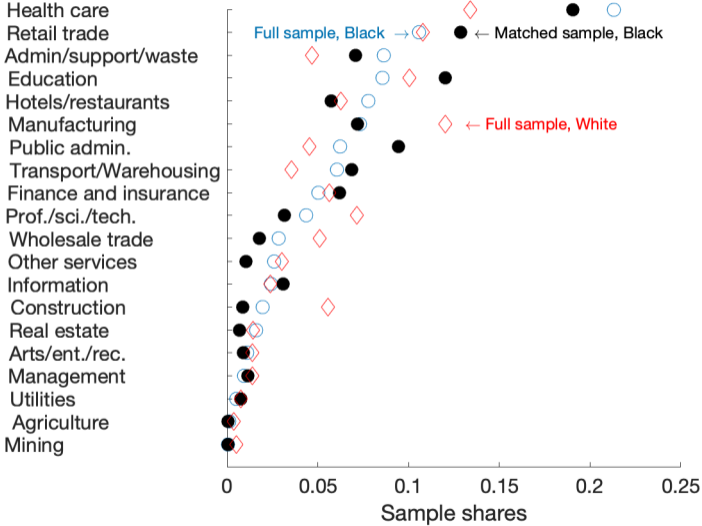 Health care
Retail trade Full sample, Black → ← Matched sample, Black
Admin/support/waste
Education
Hotels/restaurants
Manufacturing ← Full sample, White
Public admin.
Transport/Warehousing
Finance and insurance
Prof./sci./tech.
Wholesale trade
Other services
Information
Construction
Real estate
Arts/ent./rec.
Management
Utilities
Agriculture
Mining
0 0.05 0.1 0.15 0.2 0.25
Sample shares